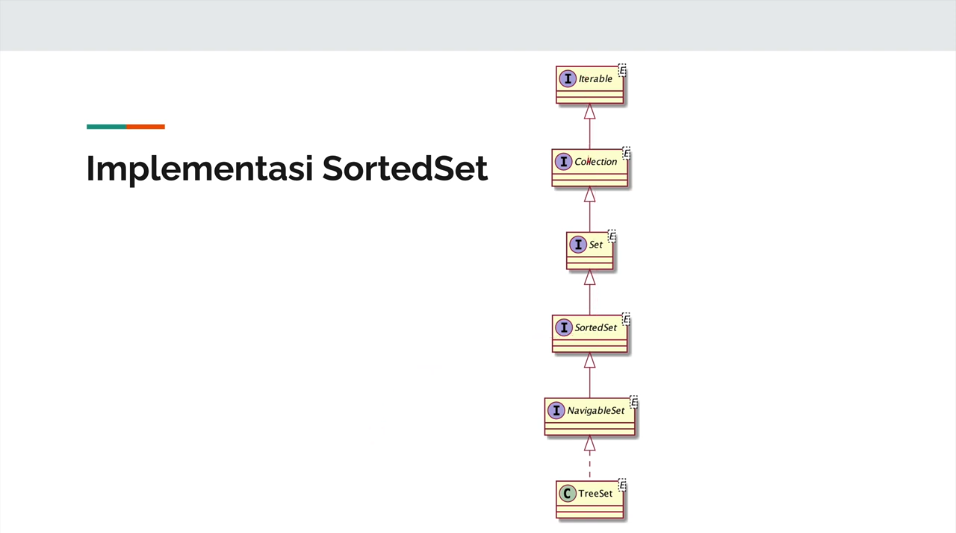 Implementasi SortedSet
E
I Iterable
E
I Collection
E
I Set
E
I SortedSet
E
I NavigableSet
E
C TreeSet